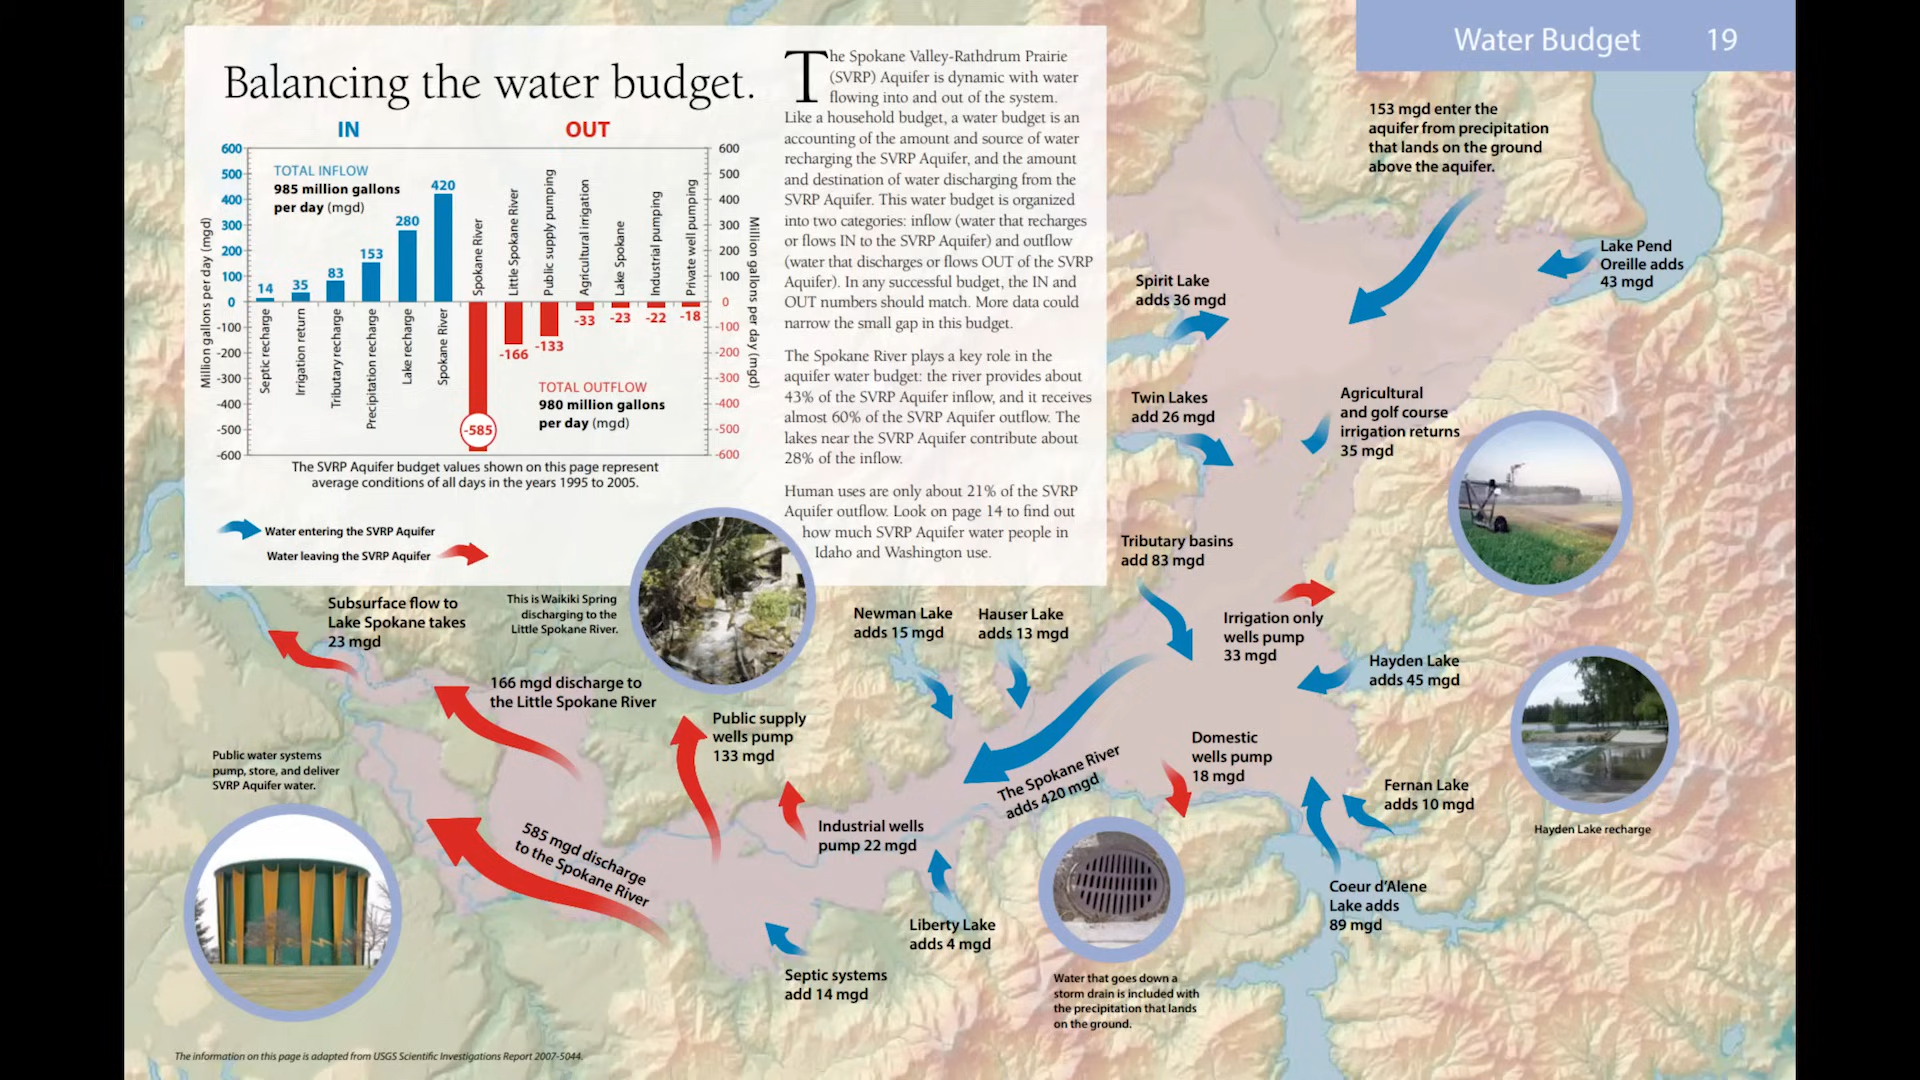 Water Budget 19
Balancing the water budget.
IN
OUT
600
500
400
300
200
100
0
-100
-200
-300
-400
-500
-600
Million gallons per day (mgd)
TOTAL INFLOW
985 million gallons
per day (mgd)
14
35
83
153
280
420
Septic recharge
Irrigation return
Tributary recharge
Precipitation recharge
Lake recharge
Spokane River
Spokane River
Little Spokane River
Public supply pumping
Agricultural irrigation
Lake Spokane
Industrial pumping
Private well pumping
-585
-166
-133
-33
-23
-22
-18
TOTAL OUTFLOW
980 million gallons
per day (mgd)
600
500
400
300
200
100
0
-100
-200
-300
-400
-500
-600
Million gallons per day (mgd)
The SVRP Aquifer budget values shown on this page represent
average conditions of all days in the years 1995 to 2005.
Water entering the SVRP Aquifer
Water leaving the SVRP Aquifer
The Spokane Valley-Rathdrum Prairie
(SVRP) Aquifer is dynamic with water
flowing into and out of the system.
Like a household budget, a water budget is an
accounting of the amount and source of water
recharging the SVRP Aquifer, and the amount
and destination of water discharging from the
SVRP Aquifer. This water budget is organized
into two categories: inflow (water that recharges
or flows IN to the SVRP Aquifer) and outflow
(water that discharges or flows OUT of the SVRP
Aquifer). In any successful budget, the IN and
OUT numbers should match. More data could
narrow the small gap in this budget.
The Spokane River plays a key role in the
aquifer water budget: the river provides about
43% of the SVRP Aquifer inflow, and it receives
almost 60% of the SVRP Aquifer outflow. The
lakes near the SVRP Aquifer contribute about
28% of the inflow.
Human uses are only about 21% of the SVRP
Aquifer outflow. Look on page 14 to find out
how much SVRP Aquifer water people in
Idaho and Washington use.
153 mgd enter the
aquifer from precipitation
that lands on the ground
above the aquifer.
Lake Pend
Oreille adds
43 mgd
Spirit Lake
adds 36 mgd
Twin Lakes
add 26 mgd
Agricultural
and golf course
irrigation returns
35 mgd
Tributary basins
add 83 mgd
Irrigation only
wells pump
33 mgd
Hayden Lake
adds 45 mgd
Newman Lake
adds 15 mgd
Hauser Lake
adds 13 mgd
This is Waikiki Spring
discharging to the
Little Spokane River.
Subsurface flow to
Lake Spokane takes
23 mgd
166 mgd discharge to
the Little Spokane River
Public supply
wells pump
133 mgd
Public water systems
pump, store, and deliver
SVRP Aquifer water.
585 mgd discharge
to the Spokane River
Industrial wells
pump 22 mgd
The Spokane River
adds 420 mgd
Domestic
wells pump
18 mgd
Fernan Lake
adds 10 mgd
Hayden Lake recharge
Coeur d'Alene
Lake adds
89 mgd
Liberty Lake
adds 4 mgd
Septic systems
add 14 mgd
Water that goes down a
storm drain is included with
the precipitation that lands
on the ground.
The information on this page is adapted from USGS Scientific Investigations Report 2007-5044.